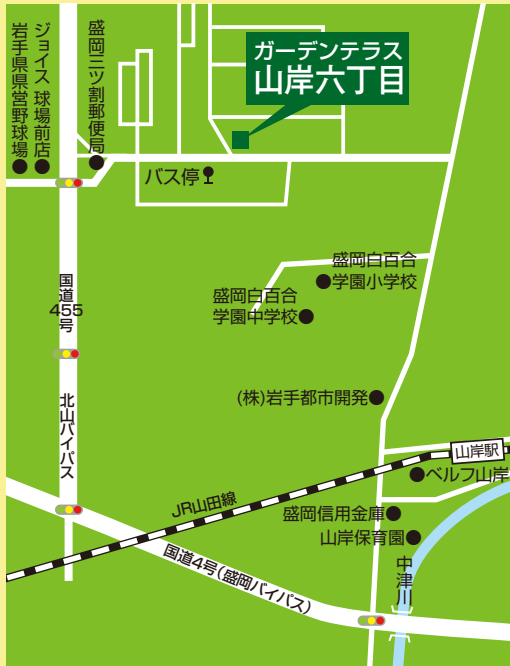 ガーデンテラス
山岸六丁目
盛岡三ツ割郵便局
ジョイス 球場前店
岩手県県営野球場
バス停
盛岡白百合
学園小学校
盛岡白百合
学園中学校
国道
455
号
(株)岩手都市開発
北山バイパス
山岸駅
ベルフ山岸
JR山田線
盛岡信用金庫
山岸保育園
中津川
国道4号(盛岡バイパス)